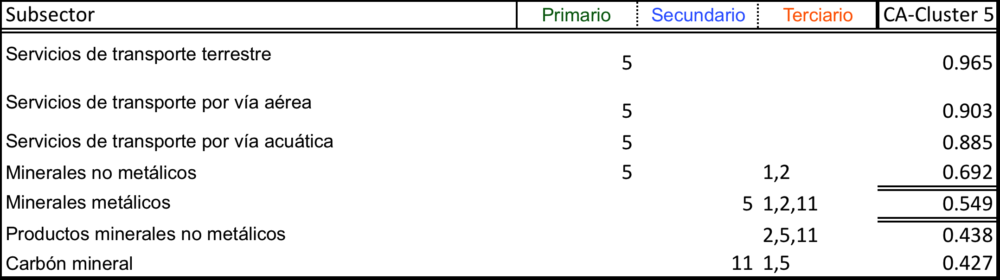 Subsector Primario Secundario Terciario CA-Cluster 5
Servicios de transporte terrestre 5 0.965
Servicios de transporte por vía aérea 5 0.903
Servicios de transporte por vía acuática 5 0.885
Minerales no metálicos 5 1,2 0.692
Minerales metálicos 5 1,2,11 0.549
Productos minerales no metálicos 2,5,11 0.438
Carbón mineral 11 1,5 0.427